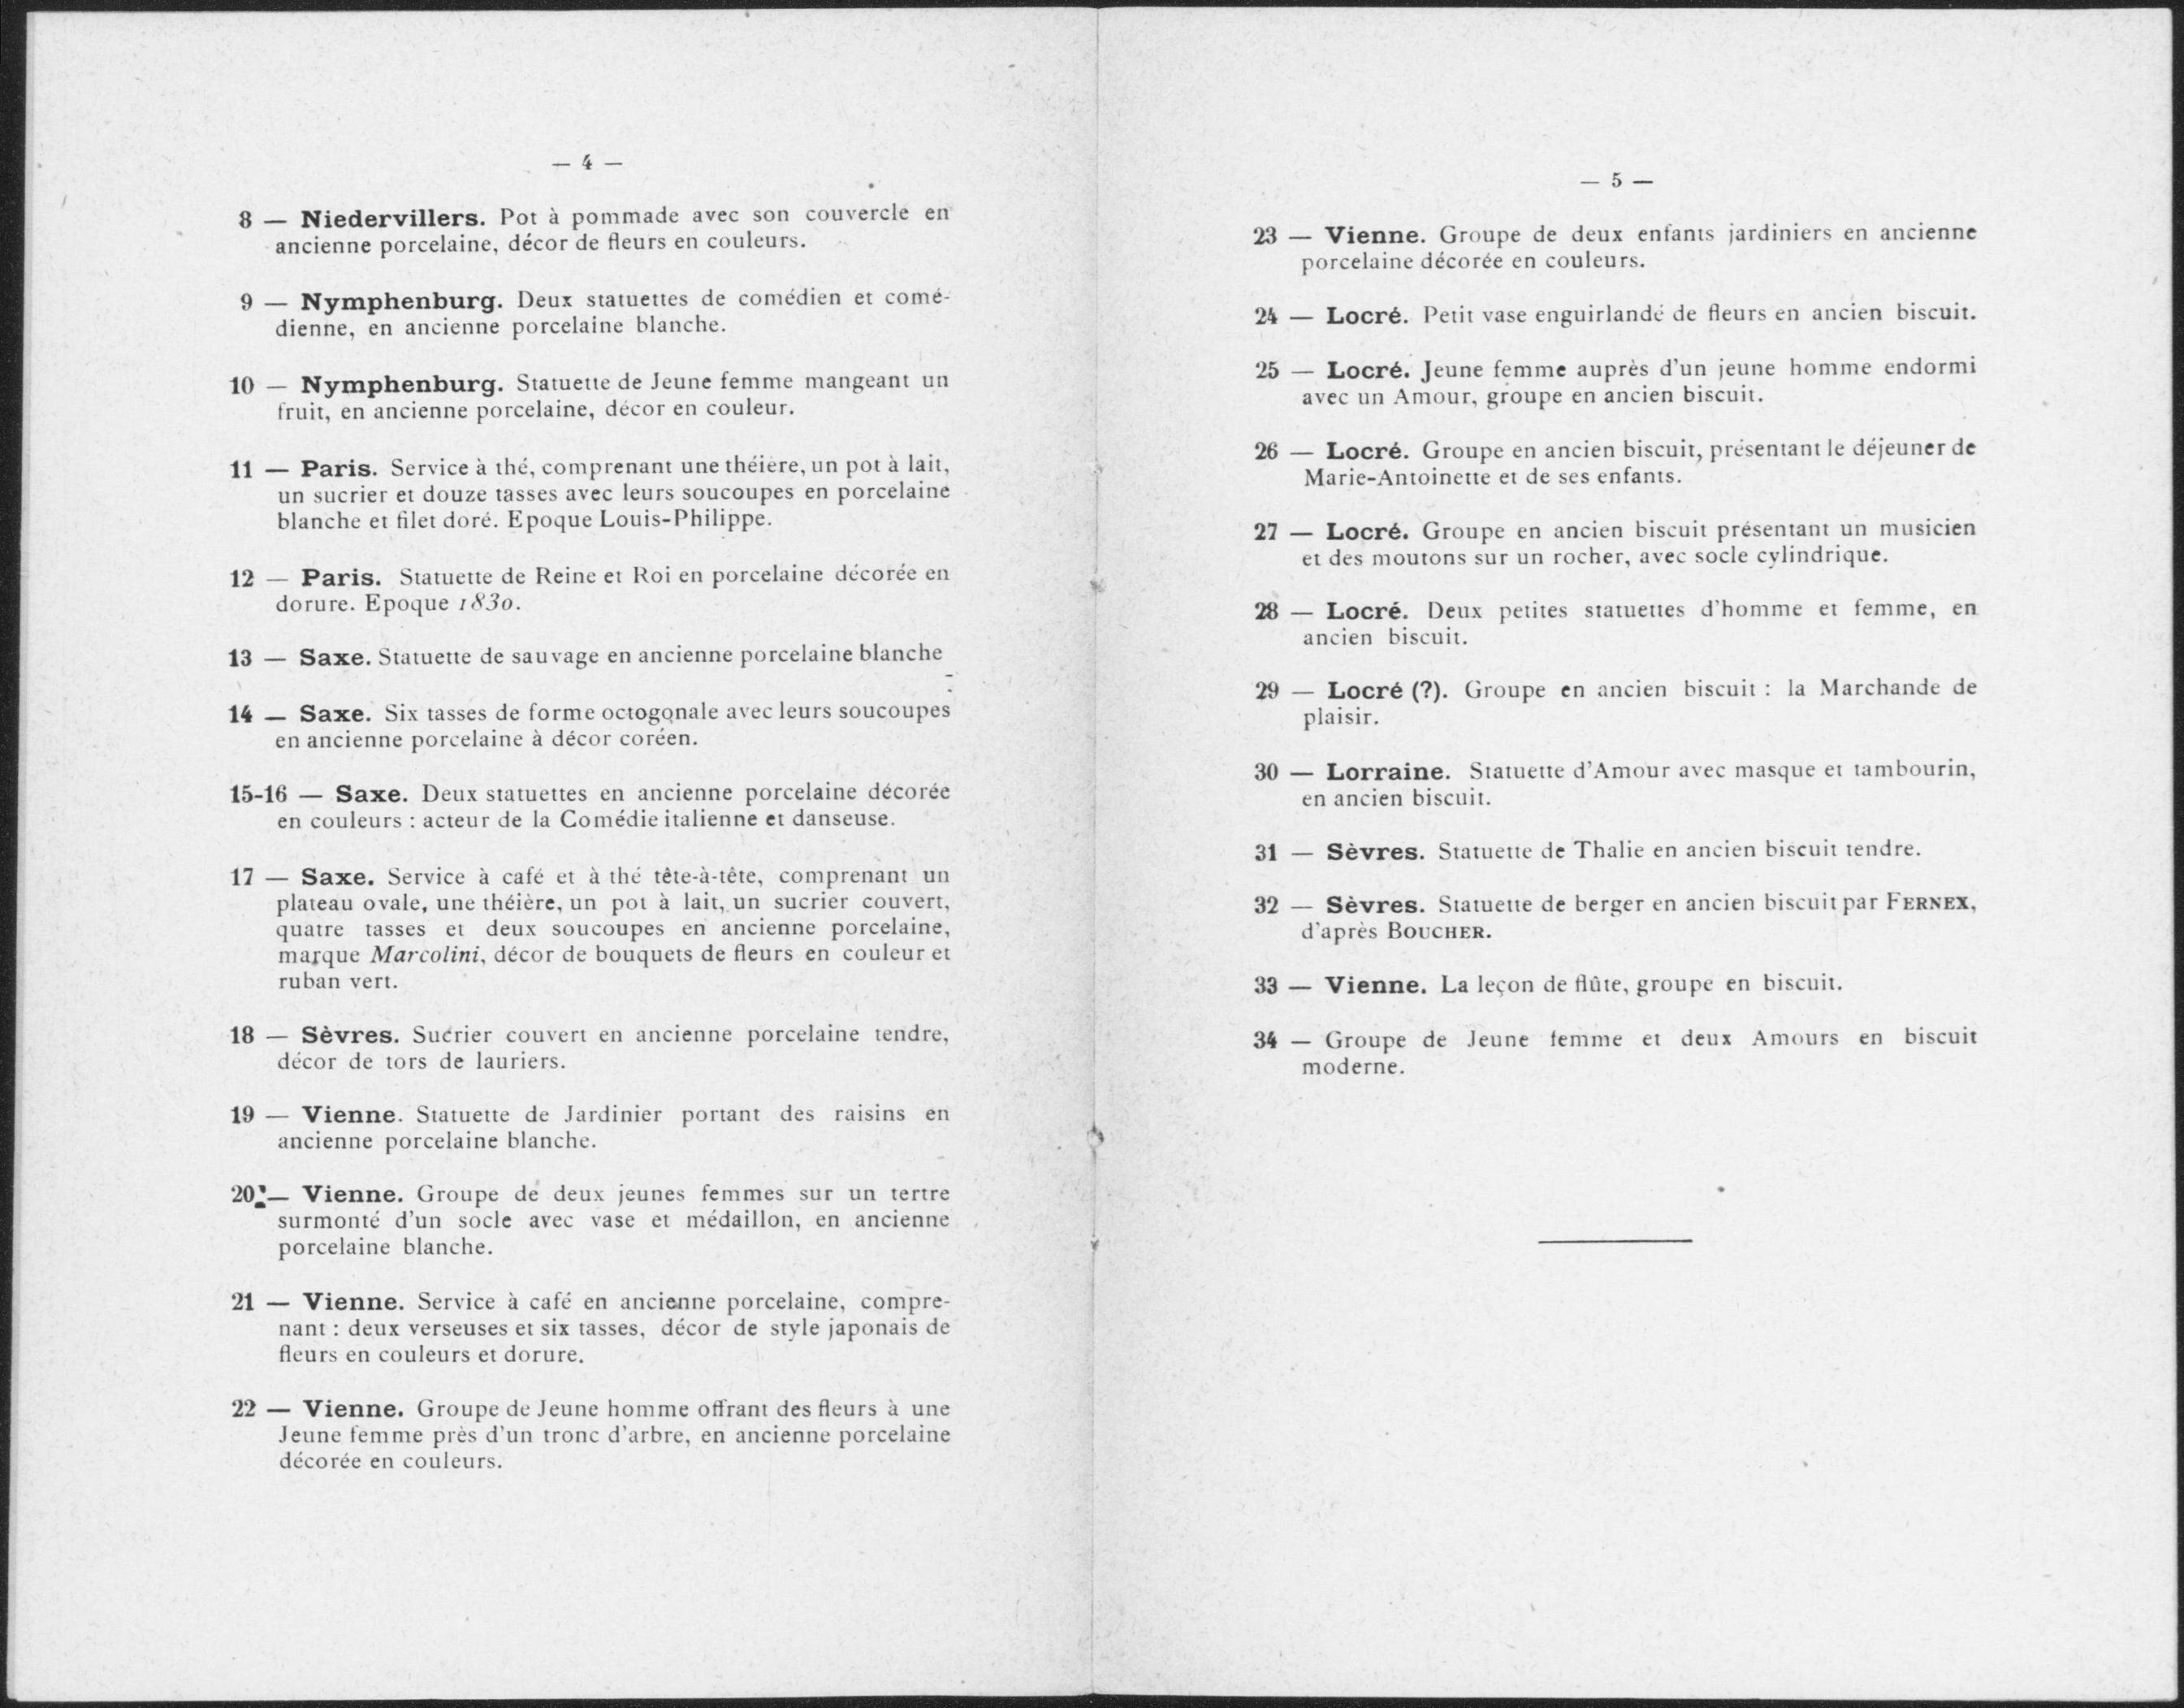 — 4 —
8 — Niedervillers. Pot à pommade avec son couvercle en
ancienne porcelaine, décor de fleurs en couleurs.
9 — Nymphenburg. Deux statuettes de comédien et comé-
dienne, en ancienne porcelaine blanche.
10 — Nymphenburg. Statuette de Jeune femme mangeant un
fruit, en ancienne porcelaine, décor en couleur.
11 — Paris. Service à thé, comprenant une théière, un pot à lait,
un sucrier et douze tasses avec leurs soucoupes en porcelaine
blanche et filet doré. Epoque Louis-Philippe.
12 — Paris. Statuette de Reine et Roi en porcelaine décorée en
dorure. Epoque 1830.
13 — Saxe. Statuette de sauvage en ancienne porcelaine blanche
14 — Saxe. Six tasses de forme octogonale avec leurs soucoupes
en ancienne porcelaine à décor coréen.
15-16 — Saxe. Deux statuettes en ancienne porcelaine décorée
en couleurs : acteur de la Comédie italienne et danseuse.
17 — Saxe. Service à café et à thé tête-à-tête, comprenant un
plateau ovale, une théière, un pot à lait, un sucrier couvert,
quatre tasses et deux soucoupes en ancienne porcelaine,
marque Marcolini, décor de bouquets de fleurs en couleur et
ruban vert.
18 — Sèvres. Sucrier couvert en ancienne porcelaine tendre,
décor de tors de lauriers.
19 — Vienne. Statuette de Jardinier portant des raisins en
ancienne porcelaine blanche.
20 — Vienne. Groupe de deux jeunes femmes sur un tertre
surmonté d'un socle avec vase et médaillon, en ancienne
porcelaine blanche.
21 — Vienne. Service à café en ancienne porcelaine, compre-
nant : deux verseuses et six tasses, décor de style japonais de
fleurs en couleurs et dorure.
22 — Vienne. Groupe de Jeune homme offrant des fleurs à une
Jeune femme près d'un tronc d'arbre, en ancienne porcelaine
décorée en couleurs.
— 5 —
23 — Vienne. Groupe de deux enfants jardiniers en ancienne
porcelaine décorée en couleurs.
24 — Locré. Petit vase enguirlandé de fleurs en ancien biscuit.
25 — Locré. Jeune femme auprès d'un jeune homme endormi
avec un Amour, groupe en ancien biscuit.
26 — Locré. Groupe en ancien biscuit, présentant le déjeuner de
Marie-Antoinette et de ses enfants.
27 — Locré. Groupe en ancien biscuit présentant un musicien
et des moutons sur un rocher, avec socle cylindrique.
28 — Locré. Deux petites statuettes d'homme et femme, en
ancien biscuit.
29 — Locré (?). Groupe en ancien biscuit : la Marchande de
plaisir.
30 — Lorraine. Statuette d'Amour avec masque et tambourin,
en ancien biscuit.
31 — Sèvres. Statuette de Thalie en ancien biscuit tendre.
32 — Sèvres. Statuette de berger en ancien biscuit par FERNEX,
d'après BOUCHER.
33 — Vienne. La leçon de flûte, groupe en biscuit.
34 — Groupe de Jeune femme et deux Amours en biscuit
moderne.